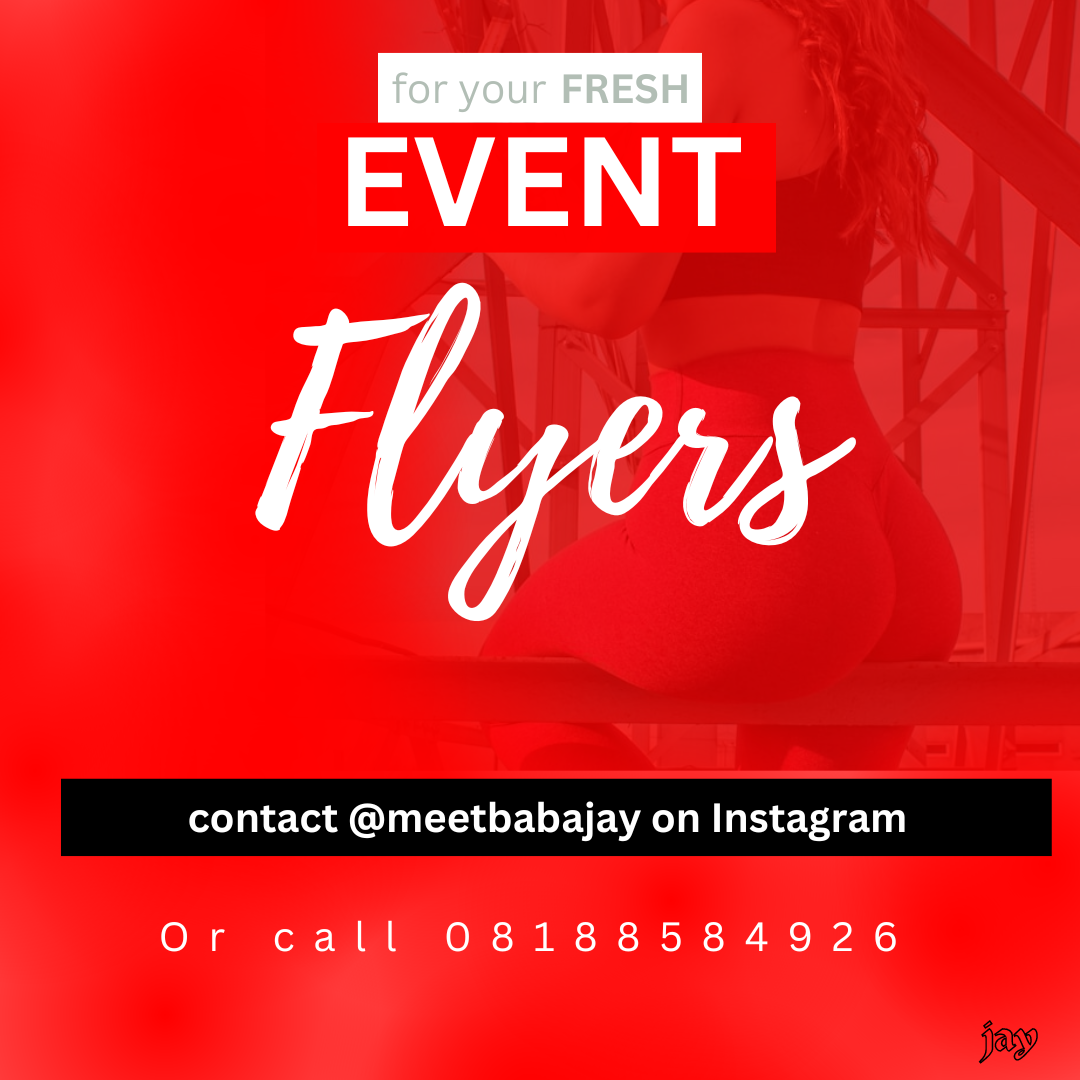 for your FRESH
EVENT
Flyers
contact @meetbabajay on Instagram
Or call 08188584926
jay